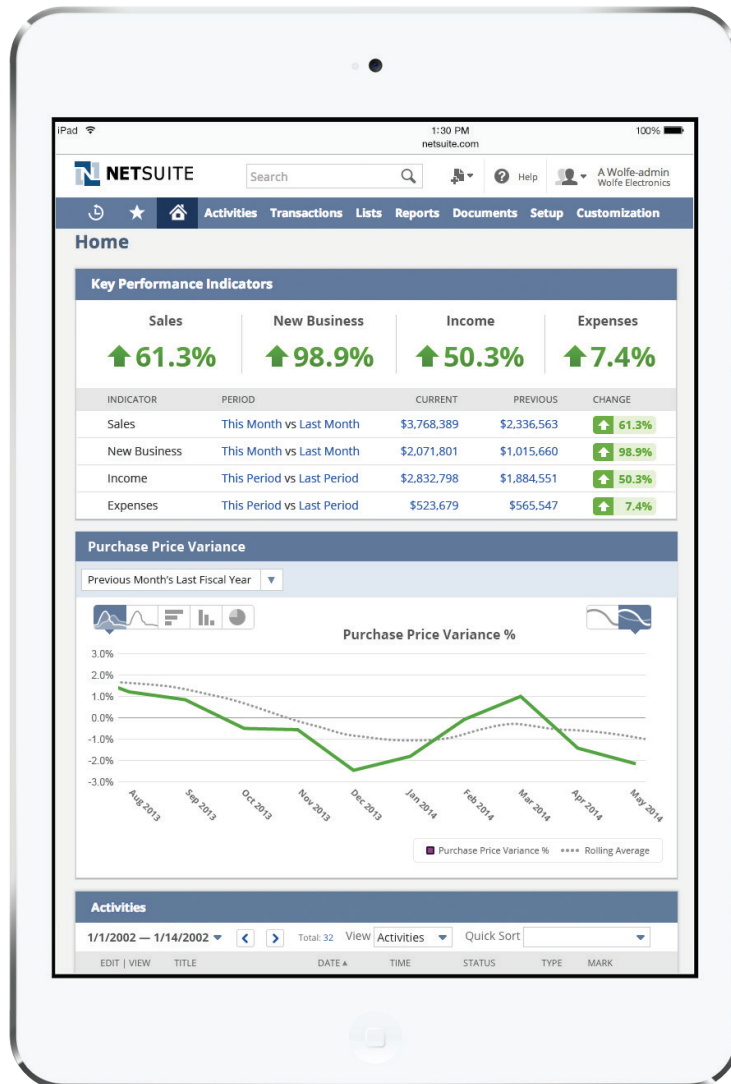 iPad 1:30 PM 100%
netsuite.com
N NETSUITE Search Help A Wolfe-admin
Wolfe Electronics
Activities Transactions Lists Reports Documents Setup Customization
Home
Key Performance Indicators
Sales New Business Income Expenses
61.3% 98.9% 50.3% 7.4%
INDICATOR PERIOD CURRENT PREVIOUS CHANGE
Sales This Month vs Last Month $3,768,389 $2,336,563 61.3%
New Business This Month vs Last Month $2,071,801 $1,015,660 98.9%
Income This Period vs Last Period $2,832,798 $1,884,551 50.3%
Expenses This Period vs Last Period $523,679 $565,547 7.4%
Purchase Price Variance
Previous Month's Last Fiscal Year
Purchase Price Variance %
3.0%
2.0%
1.0%
0.0%
-1.0%
-2.0%
-3.0%
Aug 2013 Sep 2013 Oct 2013 Nov 2013 Dec 2013 Jan 2014 Feb 2014 Mar 2014 Apr 2014 May 2014
Purchase Price Variance % Rolling Average
Activities
1/1/2002 — 1/14/2002 Total: 32 View Activities Quick Sort
EDIT | VIEW TITLE DATE TIME STATUS TYPE MARK